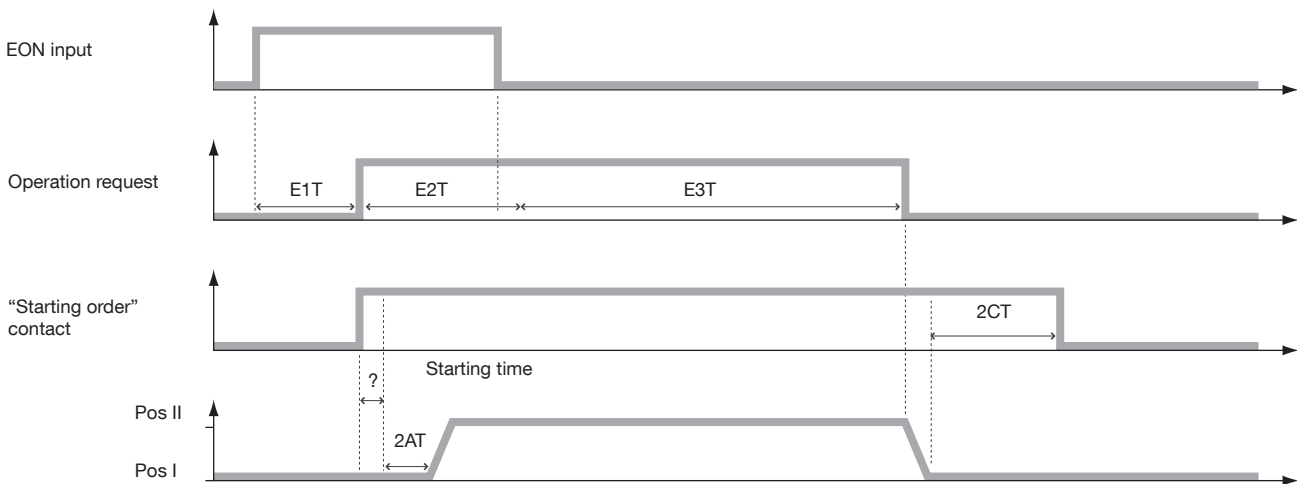 EON input
Operation request
E1T
E2T
E3T
“Starting order”
contact
2CT
Starting time
?
Pos II
2AT
Pos I